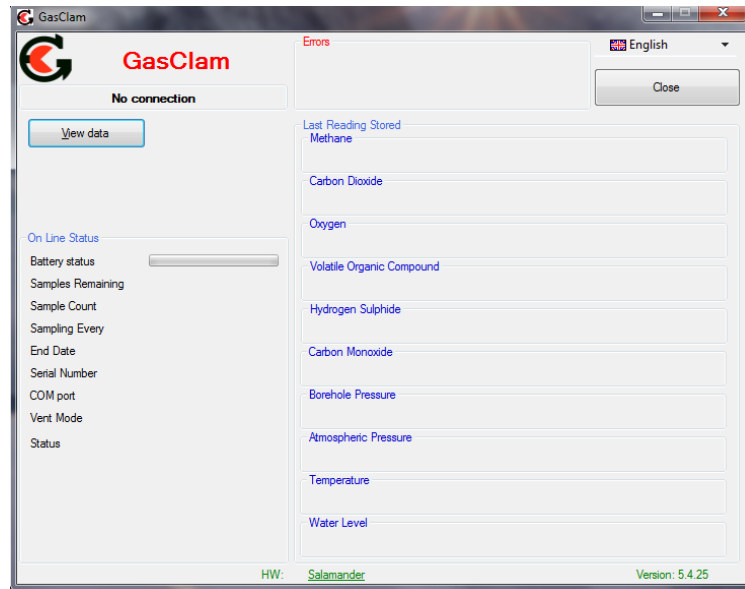 GasClam
GasClam
No connection
View data
Errors
English
Close
Last Reading Stored
Methane
Carbon Dioxide
Oxygen
Volatile Organic Compound
Hydrogen Sulphide
Carbon Monoxide
Borehole Pressure
Atmospheric Pressure
Temperature
Water Level
On Line Status
Battery status
Samples Remaining
Sample Count
Sampling Every
End Date
Serial Number
COM port
Vent Mode
Status
HW: Salamander Version: 5.4.25